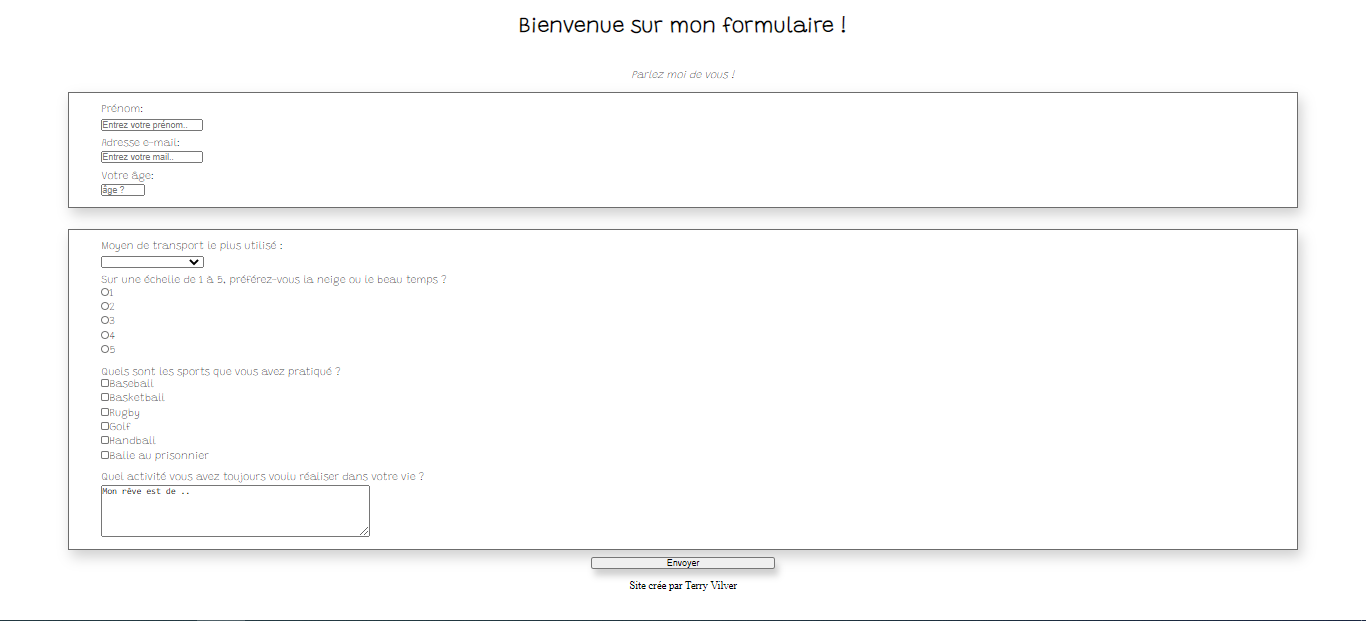 Bienvenue sur mon formulaire !
Parlez moi de vous !
Prénom:
Entrez votre prénom..
Adresse e-mail:
Entrez votre mail..
Votre âge:
âge ?
Moyen de transport le plus utilisé :
Sur une échelle de 1 à 5, préférez-vous la neige ou le beau temps ?
1
2
3
4
5
Quels sont les sports que vous avez pratiqué ?
Baseball
Basketball
Rugby
Golf
Handball
Balle au prisonnier
Quel activité vous avez toujours voulu réaliser dans votre vie ?
Mon rêve est de ..
Envoyer
Site crée par Terry Vilver